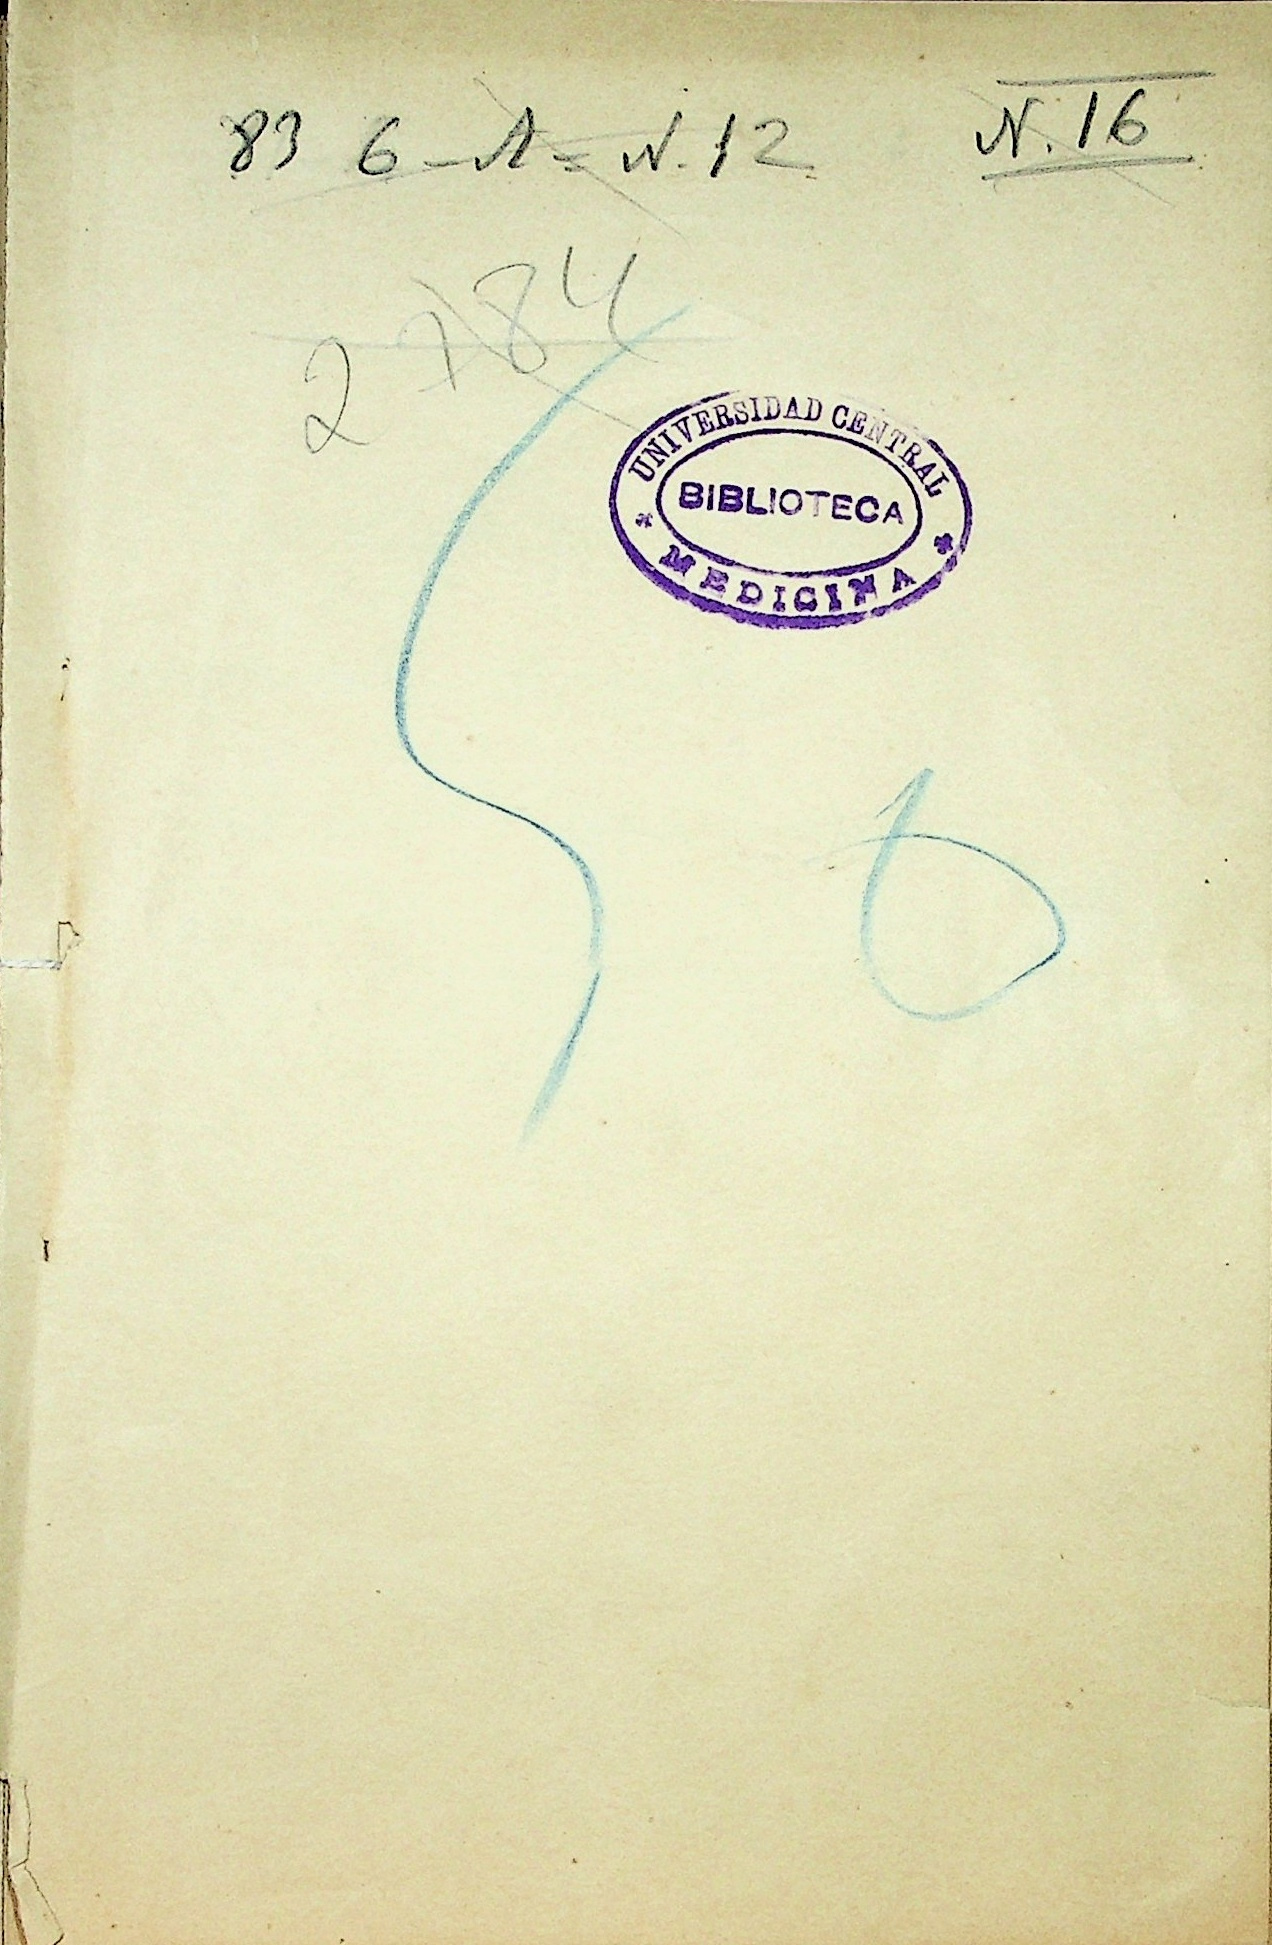 83 6-A=N.12 N.16
2784
UNIVERSIDAD CENTRAL
BIBLIOTECA
* MEDICINA *